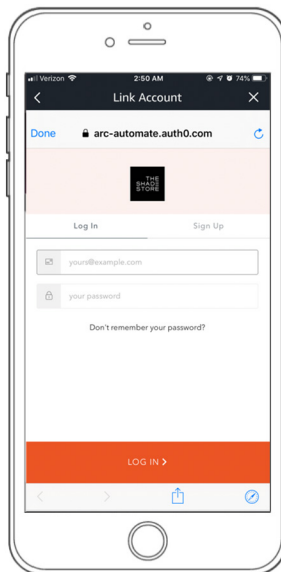 Verizon 2:50 AM 74%
Link Account
Done arc-automate.auth0.com
THE
SHADE
STORE
Log In Sign Up
yours@example.com
your password
Don't remember your password?
LOG IN >